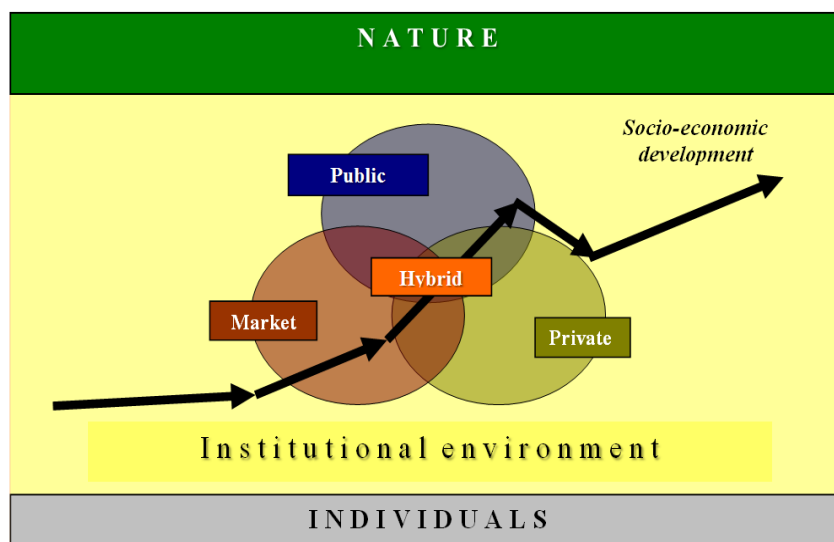 NATURE
Socio-economic
development
Public
Hybrid
Market
Private
Institutional environment
INDIVIDUALS